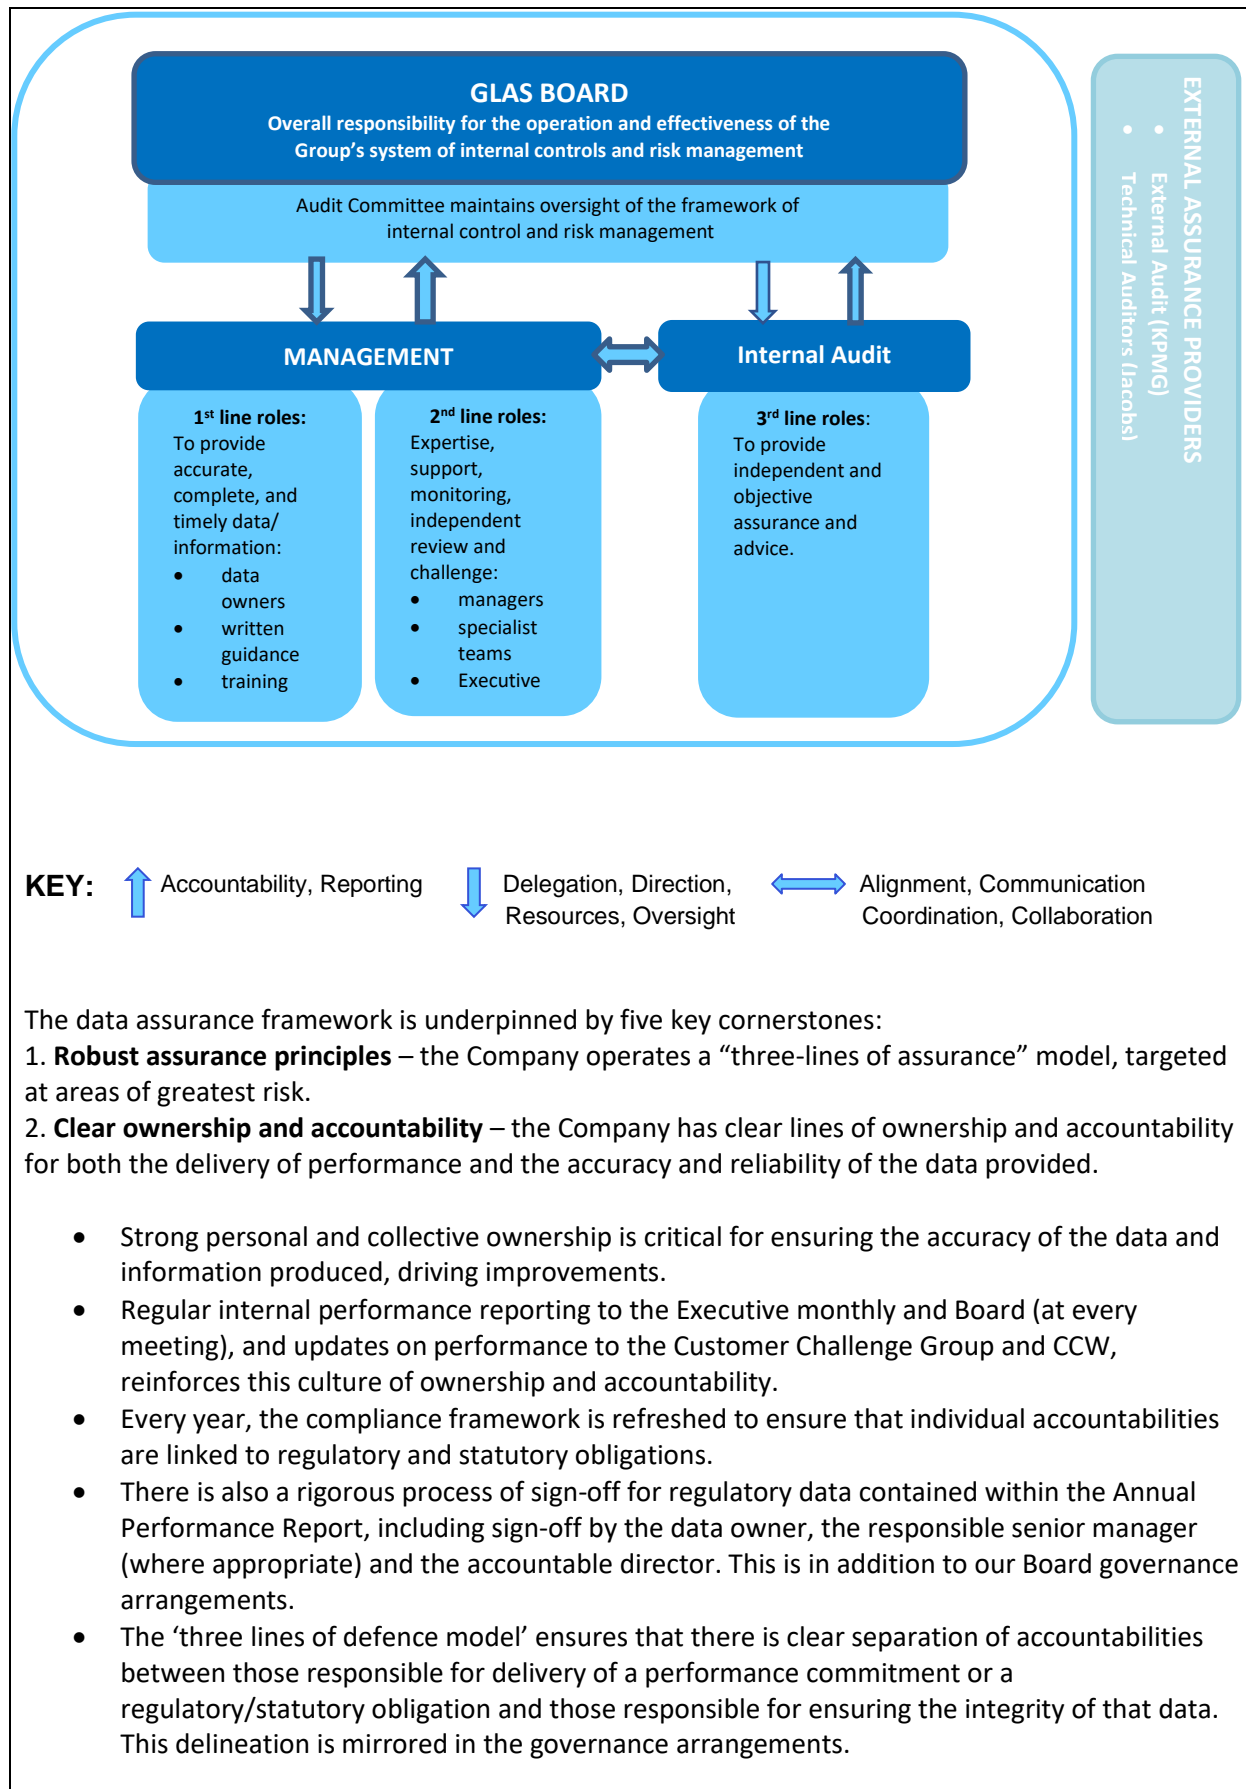 GLAS BOARD
Overall responsibility for the operation and effectiveness of the
Group’s system of internal controls and risk management
Audit Committee maintains oversight of the framework of
internal control and risk management
MANAGEMENT
Internal Audit
1st line roles:
To provide
accurate,
complete, and
timely data/
information:
• data
owners
• written
guidance
• training
2nd line roles:
Expertise,
support,
monitoring,
independent
review and
challenge:
• managers
• specialist
teams
• Executive
3rd line roles:
To provide
independent and
objective
assurance and
advice.
EXTERNAL ASSURANCE PROVIDERS
• External Audit (KPMG)
• Technical Auditors (Jacobs)
KEY:
Accountability, Reporting
Delegation, Direction,
Resources, Oversight
Alignment, Communication
Coordination, Collaboration
The data assurance framework is underpinned by five key cornerstones:
1. Robust assurance principles – the Company operates a “three-lines of assurance” model, targeted
at areas of greatest risk.
2. Clear ownership and accountability – the Company has clear lines of ownership and accountability
for both the delivery of performance and the accuracy and reliability of the data provided.
• Strong personal and collective ownership is critical for ensuring the accuracy of the data and
information produced, driving improvements.
• Regular internal performance reporting to the Executive monthly and Board (at every
meeting), and updates on performance to the Customer Challenge Group and CCW,
reinforces this culture of ownership and accountability.
• Every year, the compliance framework is refreshed to ensure that individual accountabilities
are linked to regulatory and statutory obligations.
• There is also a rigorous process of sign-off for regulatory data contained within the Annual
Performance Report, including sign-off by the data owner, the responsible senior manager
(where appropriate) and the accountable director. This is in addition to our Board governance
arrangements.
• The ‘three lines of defence model’ ensures that there is clear separation of accountabilities
between those responsible for delivery of a performance commitment or a
regulatory/statutory obligation and those responsible for ensuring the integrity of that data.
This delineation is mirrored in the governance arrangements.